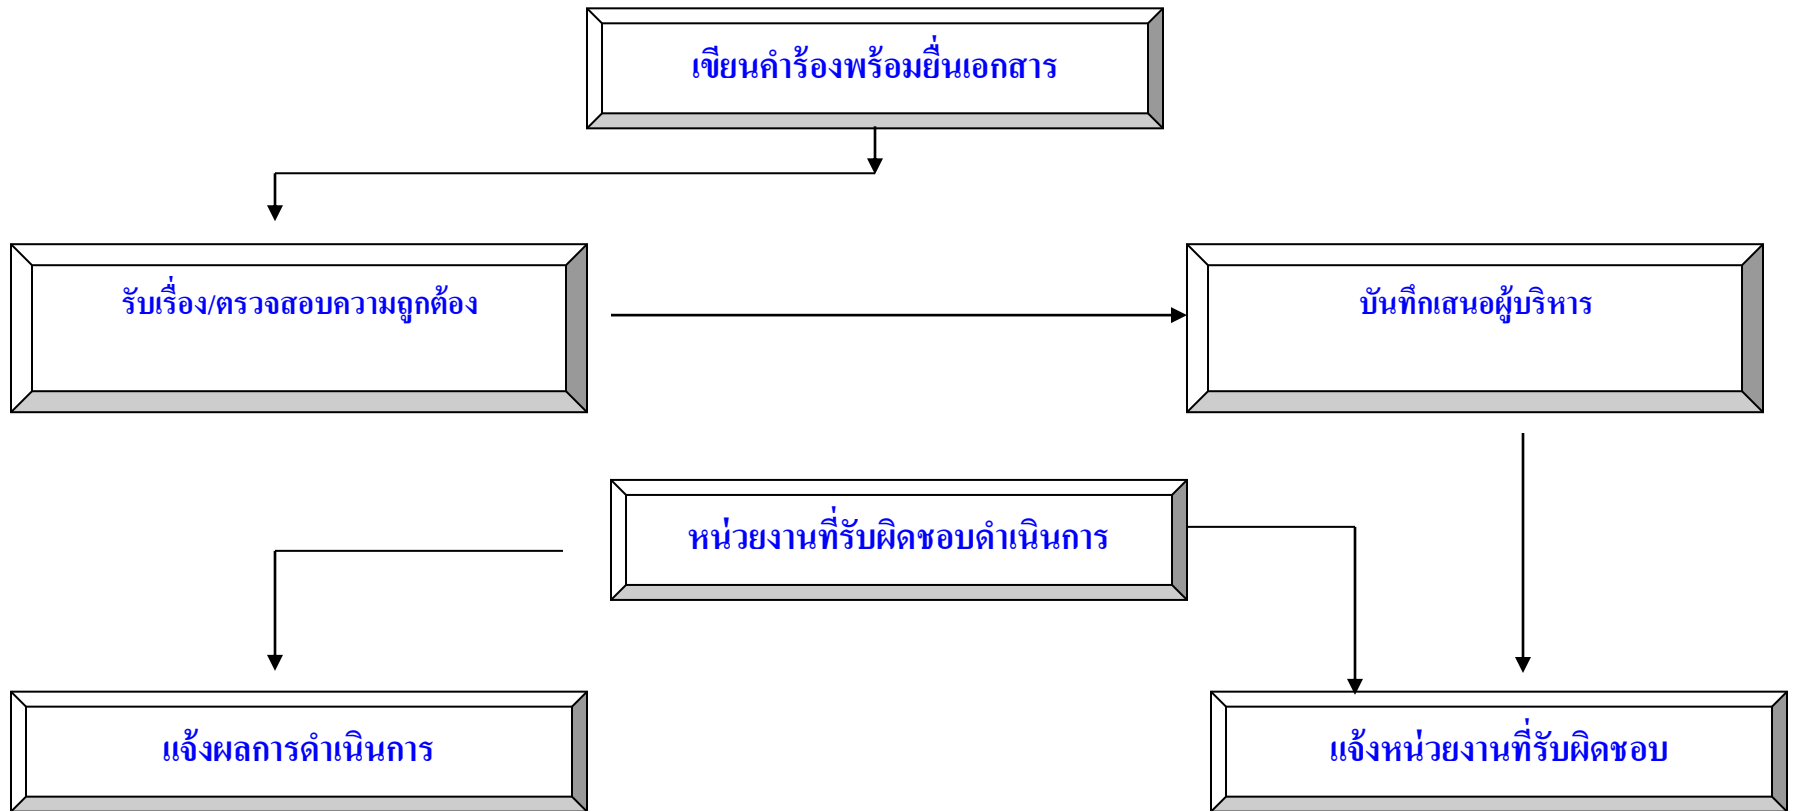 เขียนคำร้องพร้อมยื่นเอกสาร
รับเรื่อง/ตรวจสอบความถูกต้อง
บันทึกเสนอผู้บริหาร
หน่วยงานที่รับผิดชอบดำเนินการ
แจ้งผลการดำเนินการ
แจ้งหน่วยงานที่รับผิดชอบ